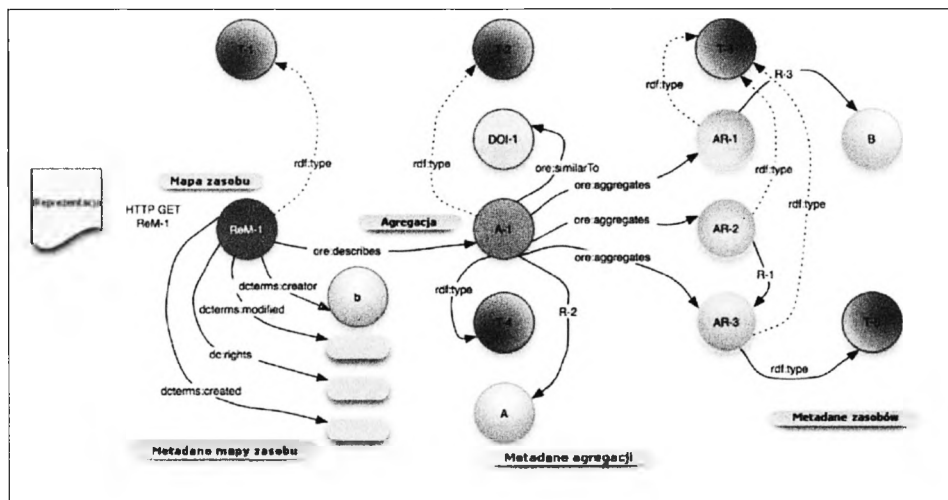 T-1
T-2
T-3
R-3
DOI-1
AR-1
B
rdf:type
rdf:type
rdf:type
ore:similarTo
rdf:type
rdf:type
Mapa zasobu
Reprezentacja
HTTP GET
ReM-1
ReM-1
Agregacja
A-1
ore:aggregates
ore:aggregates
ore:aggregates
AR-2
ore:describes
R-1
dcterms:creator
b
rdf:type
dcterms:modified
T-4
R-2
AR-3
dc:rights
rdf:type
dcterms:created
A
Metadane zasobów
Metadane mapy zasobu
Metadane agregacji